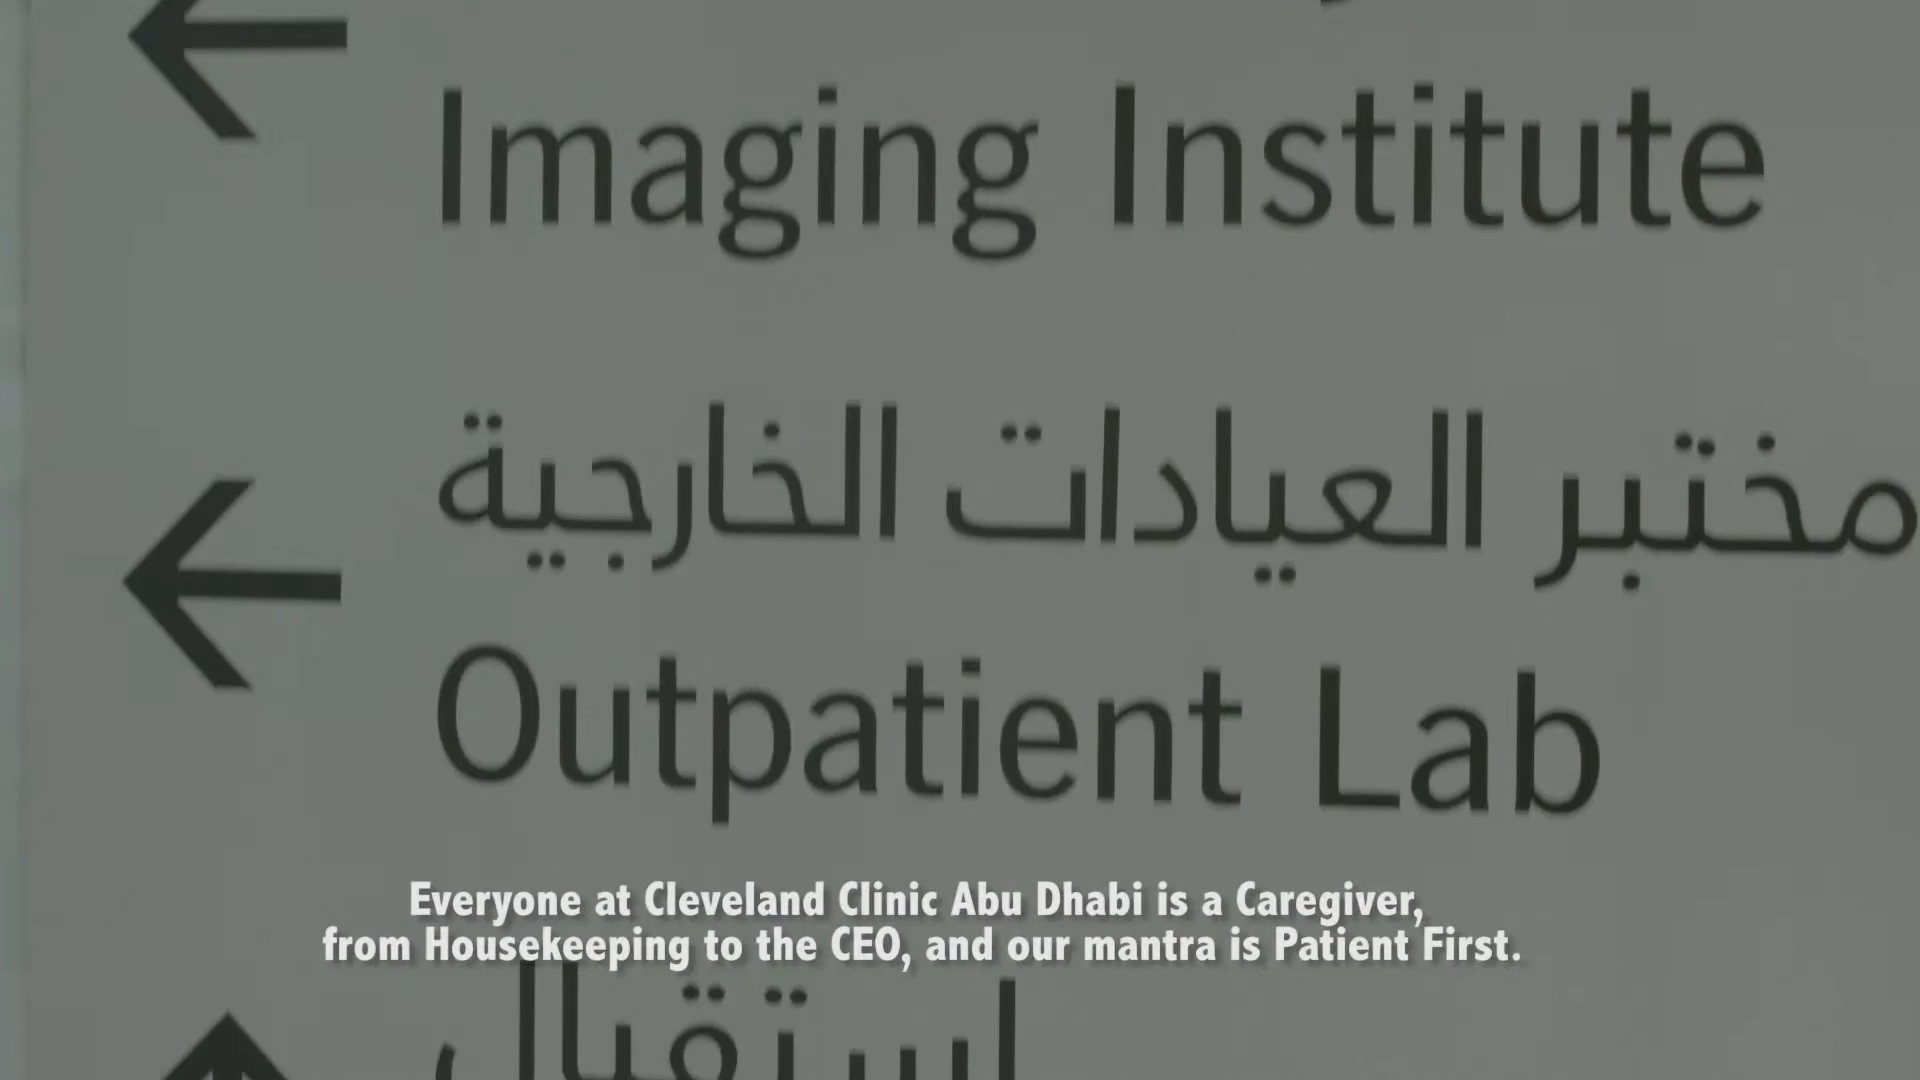 Imaging Institute
مختبر العيادات الخارجية
Outpatient Lab
Everyone at Cleveland Clinic Abu Dhabi is a Caregiver,
from Housekeeping to the CEO, and our mantra is Patient First.
استقبال